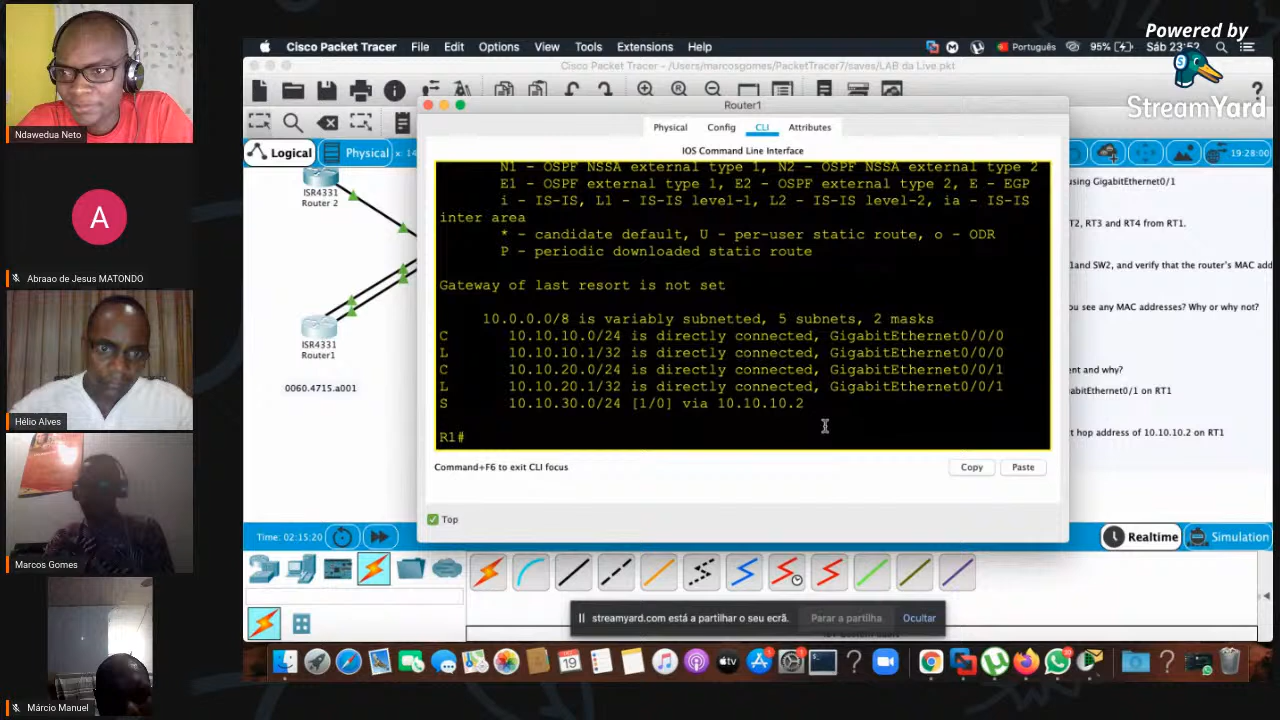 Powered by
StreamYard
Ndawedua Neto
A
Abraao de Jesus MATONDO
Hélio Alves
Marcos Gomes
Márcio Manuel
Cisco Packet Tracer File Edit Options View Tools Extensions Help
Português 95% Sáb 23:52
Cisco Packet Tracer - /Users/marcosgomes/PacketTracer7/saves/LAB da Live.pkt
Logical
Physical
19:28:00
ISR4331
Router 2
ISR4331
Router1
0060.4715.a001
Router1
Physical Config CLI Attributes
IOS Command Line Interface
N1 - OSPF NSSA external type 1, N2 - OSPF NSSA external type 2
E1 - OSPF external type 1, E2 - OSPF external type 2, E - EGP
i - IS-IS, L1 - IS-IS level-1, L2 - IS-IS level-2, ia - IS-IS
inter area
* - candidate default, U - per-user static route, o - ODR
P - periodic downloaded static route
Gateway of last resort is not set
10.0.0.0/8 is variably subnetted, 5 subnets, 2 masks
C 10.10.10.0/24 is directly connected, GigabitEthernet0/0/0
L 10.10.10.1/32 is directly connected, GigabitEthernet0/0/0
C 10.10.20.0/24 is directly connected, GigabitEthernet0/0/1
L 10.10.20.1/32 is directly connected, GigabitEthernet0/0/1
S 10.10.30.0/24 [1/0] via 10.10.10.2
R1#
Command+F6 to exit CLI focus
Copy
Paste
Top
using GigabitEthernet0/1
T2, RT3 and RT4 from RT1.
1and SW2, and verify that the router's MAC add
ou see any MAC addresses? Why or why not?
ent and why?
GigabitEthernet0/1 on RT1
t hop address of 10.10.10.2 on RT1
Time: 02:15:20
Realtime
Simulation
streamyard.com está a partilhar o seu ecrã.
Parar a partilha
Ocultar